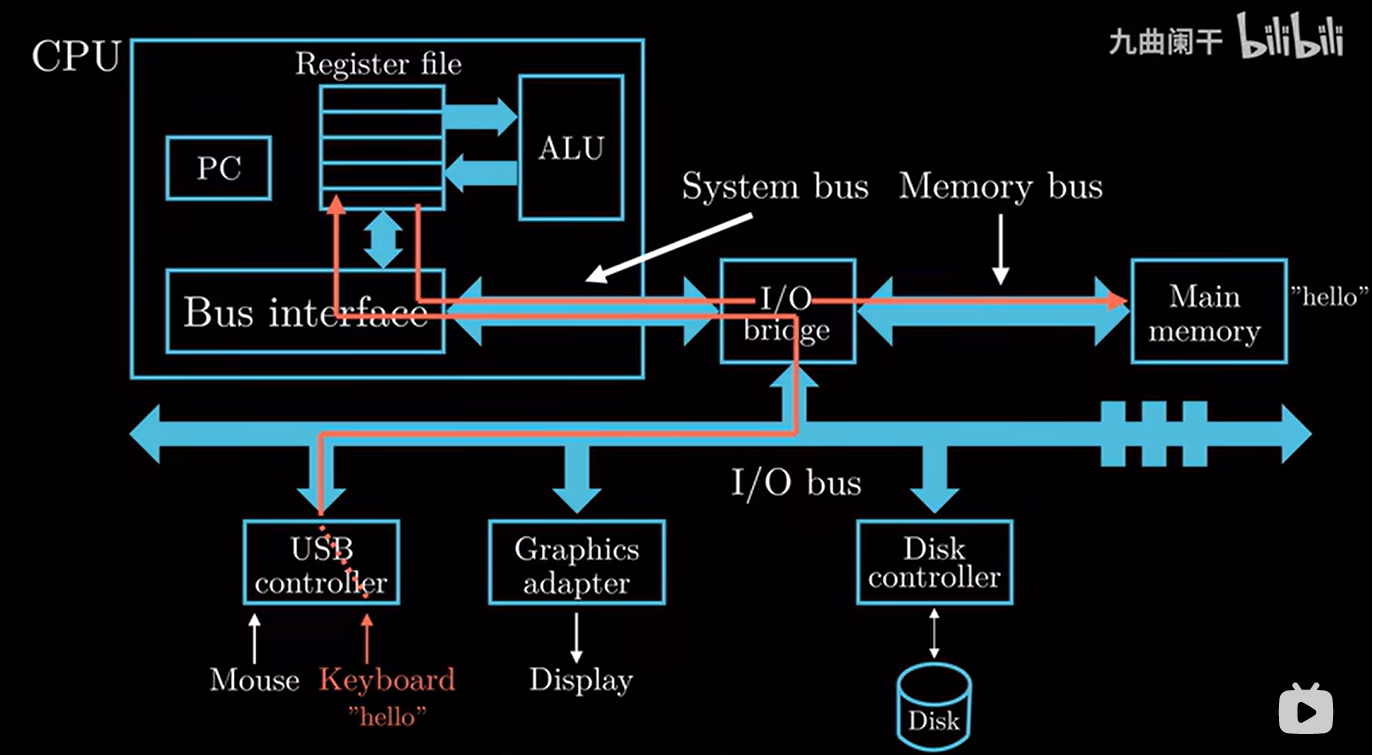 九曲阑干 bilibili
CPU
Register file
PC
ALU
System bus
Memory bus
Bus interface
I/O
bridge
Main
memory
"hello"
I/O bus
USB
controller
Graphics
adapter
Disk
controller
Mouse
Keyboard
"hello"
Display
Disk